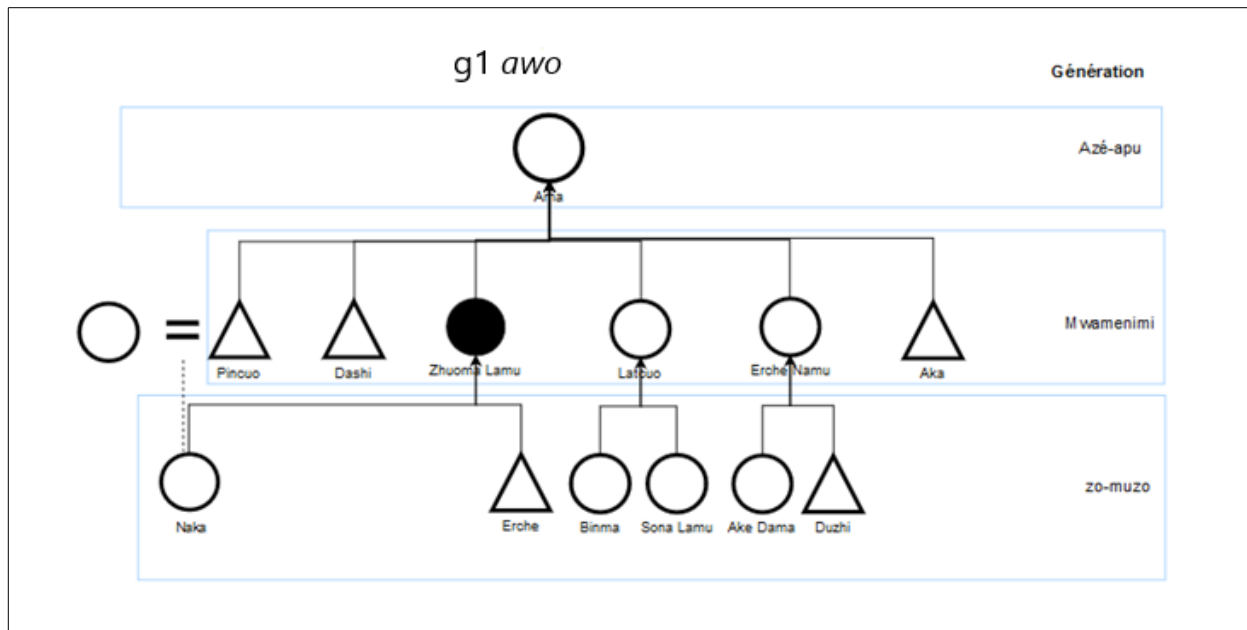 g1 awo
Génération
Azé-apu
Ama
Mwamenimi
Pincuo Dashi Zhuoma Lamu Latcuo Erche Namu Aka
zo-muzo
Naka Erche Binma Sona Lamu Ake Dama Duzhi